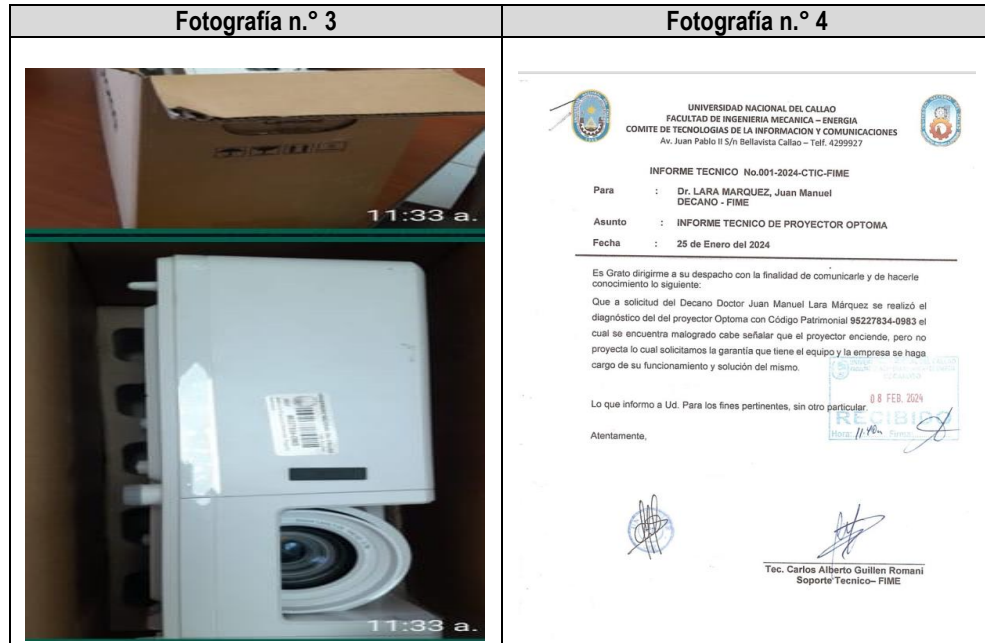 Fotografía n.° 3
11:33 a.
11:33 a.
Fotografía n.° 4
UNIVERSIDAD NACIONAL DEL CALLAO
FACULTAD DE INGENIERIA MECANICA – ENERGIA
COMITE DE TECNOLOGIAS DE LA INFORMACION Y COMUNICACIONES
Av. Juan Pablo II S/n Bellavista Callao – Telf. 4299927
INFORME TECNICO No.001-2024-CTIC-FIME
Para : Dr. LARA MARQUEZ, Juan Manuel
DECANO - FIME
Asunto : INFORME TECNICO DE PROYECTOR OPTOMA
Fecha : 25 de Enero del 2024
Es Grato dirigirme a su despacho con la finalidad de comunicarle y de hacerle
conocimiento lo siguiente:
Que a solicitud del Decano Doctor Juan Manuel Lara Márquez se realizó el
diagnóstico del del proyector Optoma con Código Patrimonial 95227834-0983 el
cual se encuentra malogrado cabe señalar que el proyector enciende, pero no
proyecta lo cual solicitamos la garantía que tiene el equipo y la empresa se haga
cargo de su funcionamiento y solución del mismo.
08 FEB. 2024
Lo que informo a Ud. Para los fines pertinentes, sin otro particular.
RECIBIDO
Hora: 11:40 Firma:
Atentamente,
Tec. Carlos Alberto Guillen Romani
Soporte Tecnico– FIME